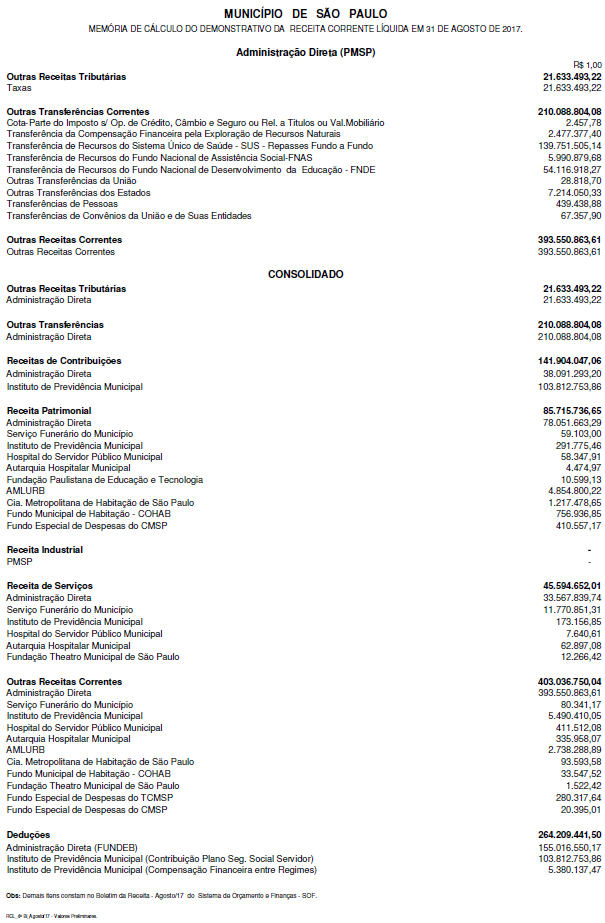 MUNICÍPIO DE SÃO PAULO
MEMÓRIA DE CÁLCULO DO DEMONSTRATIVO DA RECEITA CORRENTE LÍQUIDA EM 31 DE AGOSTO DE 2017.
Administração Direta (PMSP)
R$ 1,00
Outras Receitas Tributárias 21.633.493,22
Taxas 21.633.493,22
Outras Transferências Correntes 210.088.804,08
Cota-Parte do Imposto s/ Op. de Crédito, Câmbio e Seguro ou Rel. a Titulos ou Val.Mobiliário 2.457,78
Transferência da Compensação Financeira pela Exploração de Recursos Naturais 2.477.377,40
Transferência de Recursos do Sistema Único de Saúde - SUS - Repasses Fundo a Fundo 139.751.505,14
Transferência de Recursos do Fundo Nacional de Assistência Social-FNAS 5.990.879,68
Transferência de Recursos do Fundo Nacional de Desenvolvimento da Educação - FNDE 54.116.918,27
Outras Transferências da União 28.818,70
Outras Transferências dos Estados 7.214.050,33
Transferências de Pessoas 439.438,88
Transferências de Convênios da União e de Suas Entidades 67.357,90
Outras Receitas Correntes 393.550.863,61
Outras Receitas Correntes 393.550.863,61
CONSOLIDADO
Outras Receitas Tributárias 21.633.493,22
Administração Direta 21.633.493,22
Outras Transferências 210.088.804,08
Administração Direta 210.088.804,08
Receitas de Contribuições 141.904.047,06
Administração Direta 38.091.293,20
Instituto de Previdência Municipal 103.812.753,86
Receita Patrimonial 85.715.736,65
Administração Direta 78.051.663,29
Serviço Funerário do Município 59.103,00
Instituto de Previdência Municipal 291.775,46
Hospital do Servidor Público Municipal 58.347,91
Autarquia Hospitalar Municipal 4.474,97
Fundação Paulistana de Educação e Tecnologia 10.599,13
AMLURB 4.854.800,22
Cia. Metropolitana de Habitação de São Paulo 1.217.478,65
Fundo Municipal de Habitação - COHAB 756.936,85
Fundo Especial de Despesas do CMSP 410.557,17
Receita Industrial -
PMSP -
Receita de Serviços 45.594.652,01
Administração Direta 33.567.839,74
Serviço Funerário do Município 11.770.851,31
Instituto de Previdência Municipal 173.156,85
Hospital do Servidor Público Municipal 7.640,61
Autarquia Hospitalar Municipal 62.897,08
Fundação Theatro Municipal de São Paulo 12.266,42
Outras Receitas Correntes 403.036.750,04
Administração Direta 393.550.863,61
Serviço Funerário do Município 80.341,17
Instituto de Previdência Municipal 5.490.410,05
Hospital do Servidor Público Municipal 411.512,08
Autarquia Hospitalar Municipal 335.958,07
AMLURB 2.738.288,89
Cia. Metropolitana de Habitação de São Paulo 93.593,58
Fundo Municipal de Habitação - COHAB 33.547,52
Fundação Theatro Municipal de São Paulo 1.522,42
Fundo Especial de Despesas do TCMSP 280.317,64
Fundo Especial de Despesas do CMSP 20.395,01
Deduções 264.209.441,50
Administração Direta (FUNDEB) 155.016.550,17
Instituto de Previdência Municipal (Contribuição Plano Seg. Social Servidor) 103.812.753,86
Instituto de Previdência Municipal (Compensação Financeira entre Regimes) 5.380.137,47
Obs: Demais itens constam no Boletim da Receita - Agosto/17 do Sistema de Orçamento e Finanças - SOF.
RCL_4º B_Agosto/17 - Valores Preliminares.